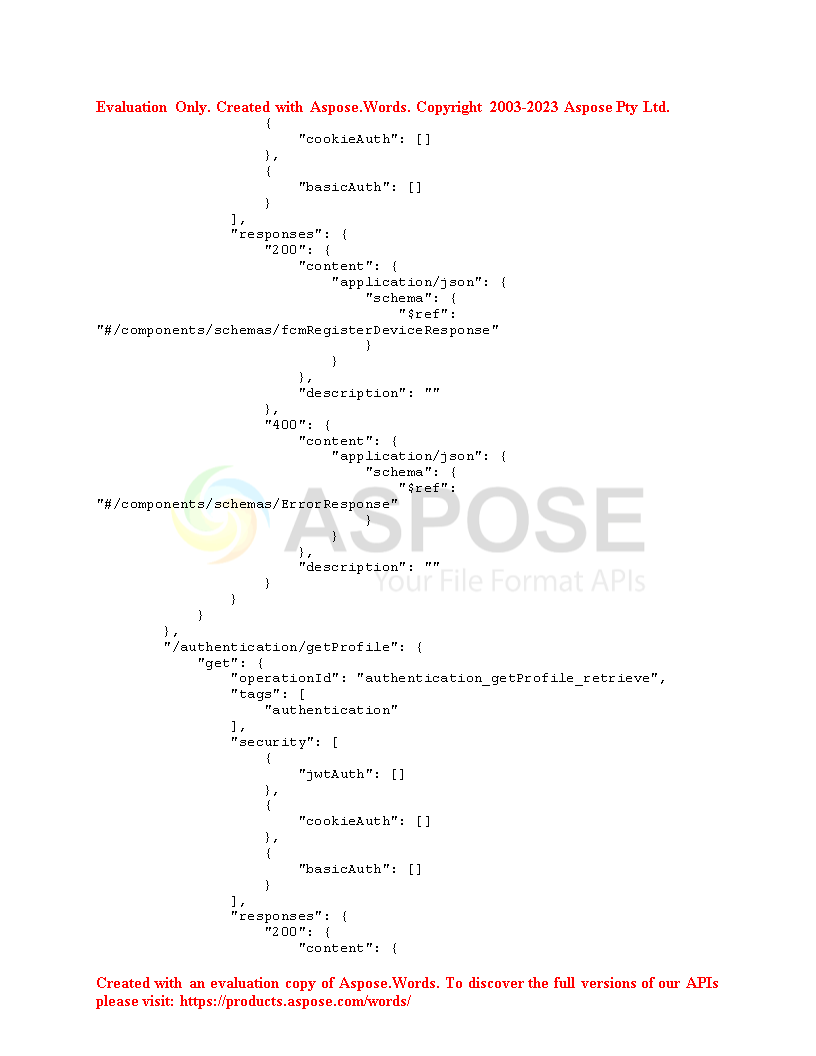 Evaluation Only. Created with Aspose.Words. Copyright 2003-2023 Aspose Pty Ltd.
                    {
                        "cookieAuth": []
                    },
                    {
                        "basicAuth": []
                    }
                ],
                "responses": {
                    "200": {
                        "content": {
                            "application/json": {
                                "schema": {
                                    "$ref":
"#/components/schemas/fcmRegisterDeviceResponse"
                                }
                            }
                        },
                        "description": ""
                    },
                    "400": {
                        "content": {
                            "application/json": {
                                "schema": {
                                    "$ref":
"#/components/schemas/ErrorResponse"
ASPOSE
                                }
                            }
                        },
                        "description": ""
Your File Format APIs
                    }
                }
            }
        },
        "/authentication/getProfile": {
            "get": {
                "operationId": "authentication_getProfile_retrieve",
                "tags": [
                    "authentication"
                ],
                "security": [
                    {
                        "jwtAuth": []
                    },
                    {
                        "cookieAuth": []
                    },
                    {
                        "basicAuth": []
                    }
                ],
                "responses": {
                    "200": {
                        "content": {
Created with an evaluation copy of Aspose.Words. To discover the full versions of our APIs
please visit: https://products.aspose.com/words/